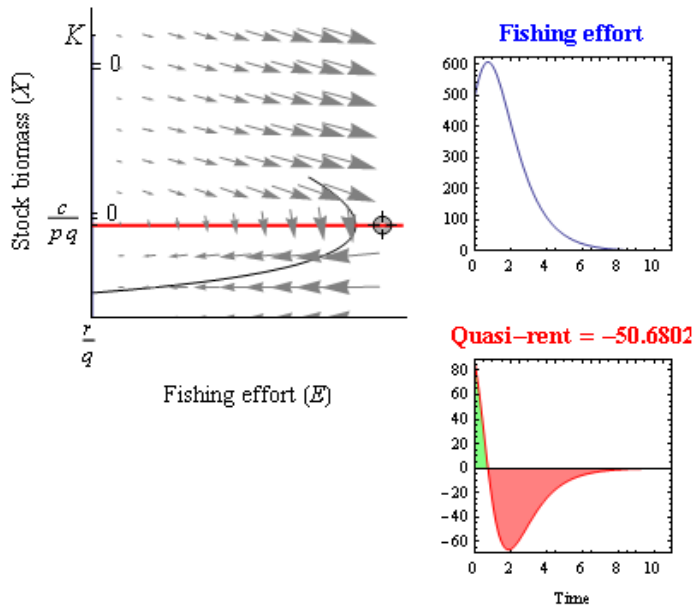 K
= 0
Stock biomass (X)
c
p q
= 0
r
q
Fishing effort (E)
Fishing effort
600
500
400
300
200
100
0
0 2 4 6 8 10
Quasi−rent = −50.6802
80
60
40
20
0
−20
−40
−60
0 2 4 6 8 10
Time